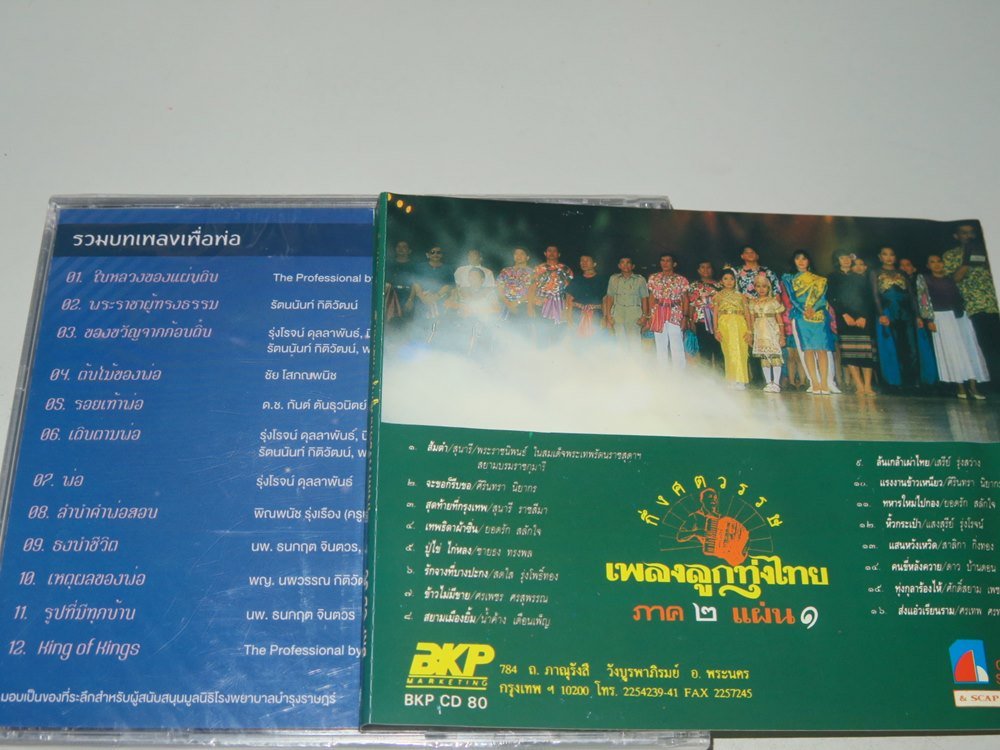 รวมบทเพลงเพื่อพ่อ
01. ใบหลวงของแผ่นดิน The Professional by
02. พระราชาผู้ทรงธรรม รัตนนันท์ กิติวัฒน์
03. ของขวัญจากก้อนดิน รุ่งโรจน์ ดุลลาพันธ์,
รัตนนันท์ กิติวัฒน์,
04. ต้นไม้ของพ่อ ชัย โสภณพนิช
05. รอยเท้าพ่อ ด.ช. กันต์ ตันธุวนิตย์
06. เดินตามพ่อ รุ่งโรจน์ ดุลลาพันธ์,
รัตนนันท์ กิติวัฒน์,
07. พ่อ รุ่งโรจน์ ดุลลาพันธ์
08. ลำนำคำพ่อสอน พิณพนัช รุ่งเรือง
09. ธงนำชีวิต นพ. ธนกฤต จินตวร,
10. เหตุผลของพ่อ พญ. นพวรรณ กิติวัฒน์
11. รูปที่มีทุกบ้าน นพ. ธนกฤต จินตวร
12. King of Kings The Professional by
มอบเป็นของที่ระลึกสำหรับผู้สนับสนุนมูลนิธิโรงพยาบาลบำรุงราษฎร์
๑. ส้มตำ/สุนารี/พระราชนิพนธ์ ในสมเด็จพระเทพรัตนราชสุดาฯ
สยามบรมราชกุมารี
๒. จะขอก็รีบขอ/ศิรินทรา นิยากร
๓. สุดท้ายที่กรุงเทพ/สุนารี ราชสีมา
๔. เทพธิดาผ้าซิ่น/ยอดรัก สลักใจ
๕. ปูไข่ ไก่หลง/ชายธง ทรงพล
๖. รักจางที่บางปะกง/สดใส รุ่งโพธิ์ทอง
๗. ข้าวไม่มีขาย/ศรเพชร ศรสุพรรณ
๘. สยามเมืองยิ้ม/น้ำค้าง เดือนเพ็ญ
กึ่งศตวรรษ
เพลงลูกทุ่งไทย
ภาค ๒ แผ่น ๑
๙. ล้นเกล้าเผ่าไทย/เสรีย์ รุ่งสว่าง
๑๐. แรงงานข้าวเหนียว/ศิรินทรา นิยากร
๑๑. ทหารใหม่ไปกอง/ยอดรัก สลักใจ
๑๒. หิ้วกระเป๋า/แสงสุรีย์ รุ่งโรจน์
๑๓. แสนหวังเหวิด/สาลิกา กิ่งทอง
๑๔. คนขี่หลังควาย/ดาว บ้านดอน
๑๕. ทุ่งกุลาร้องไห้/ศักดิ์สยาม เพชร
๑๖. ส่งแอ๋วเรียนราม/ศรเทพ ศร
BKP
MARKETING
BKP CD 80
784 ถ. ภาณุรังสี วังบูรพาภิรมย์ อ. พระนคร
กรุงเทพ ฯ 10200 โทร. 2254239-41 FAX 2257245
& SCAP